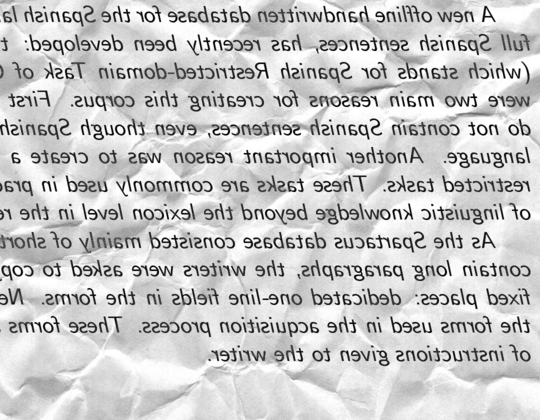 A new offline handwritten database for the Spanish la
full Spanish sentences, has recently been developed: t
(which stands for Spanish Restricted-domain Task of C
were two main reasons for creating this corpus. First
do not contain Spanish sentences, even though Spanish
language. Another important reason was to create a
restricted tasks. These tasks are commonly used in prac
of linguistic knowledge beyond the lexicon level in the re
As the Spartacus database consisted mainly of short
contain long paragraphs, the writers were asked to copy
fixed places: dedicated one-line fields in the forms. Ne
the forms used in the acquisition process. These forms
of instructions given to the writer.